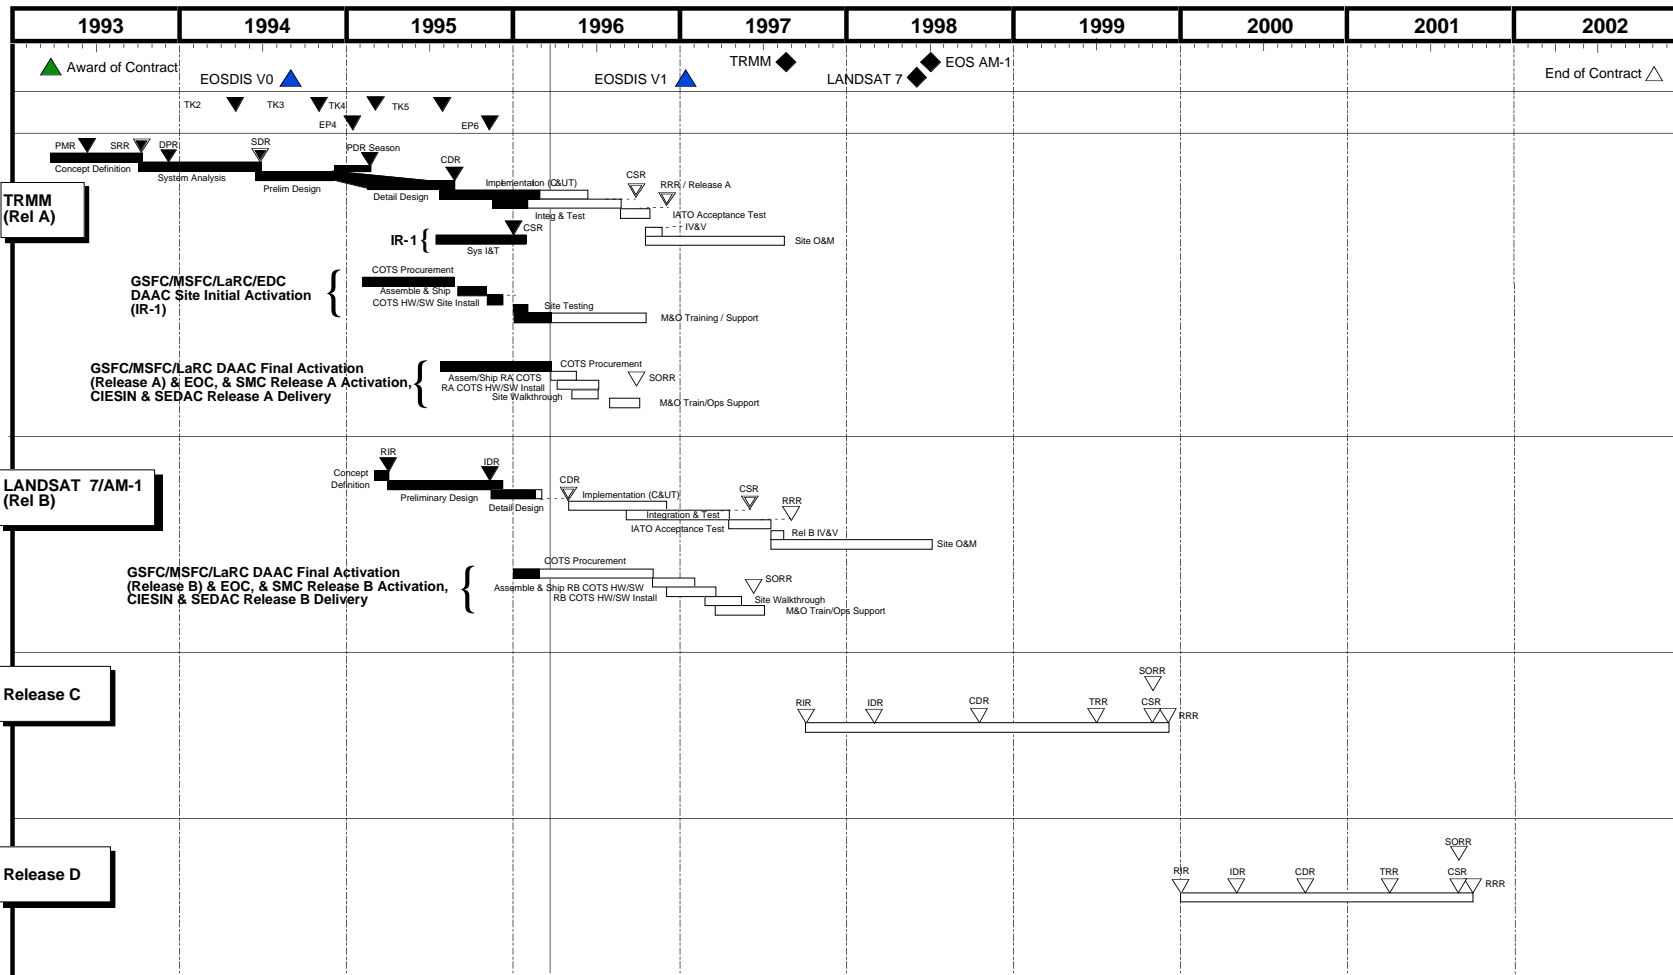 1993 1994 1995 1996 1997 1998 1999 2000 2001 2002
Award of Contract
EOSDIS V0
EOSDIS V1
TRMM
LANDSAT 7
EOS AM-1
End of Contract
TK2 TK3 TK4 TK5
EP4 EP6
TRMM
(Rel A)
PMR SRR DPR SDR PDR Season CDR
Concept Definition
System Analysis
Prelim Design
Detail Design
Implementaton (C&UT)
CSR
RRR / Release A
Integ & Test
IATO Acceptance Test
IV&V
Site O&M
IR-1 {
CSR
Sys I&T
GSFC/MSFC/LaRC/EDC
DAAC Site Initial Activation
(IR-1)
{
COTS Procurement
Assemble & Ship
COTS HW/SW Site Install
Site Testing
M&O Training / Support
GSFC/MSFC/LaRC DAAC Final Activation
(Release A) & EOC, & SMC Release A Activation,
CIESIN & SEDAC Release A Delivery
{
COTS Procurement
Assem/Ship RA COTS
RA COTS HW/SW Install
Site Walkthrough
SORR
M&O Train/Ops Support
LANDSAT 7/AM-1
(Rel B)
RIR IDR
Concept
Definition
Preliminary Design
Detail Design
CDR
Implementation (C&UT)
CSR
RRR
Integration & Test
IATO Acceptance Test
Rel B IV&V
Site O&M
GSFC/MSFC/LaRC DAAC Final Activation
(Release B) & EOC, & SMC Release B Activation,
CIESIN & SEDAC Release B Delivery
{
COTS Procurement
Assemble & Ship RB COTS HW/SW
RB COTS HW/SW Install
SORR
Site Walkthrough
M&O Train/Ops Support
Release C
SORR
RIR IDR CDR TRR CSR RRR
Release D
SORR
RIR IDR CDR TRR CSR RRR